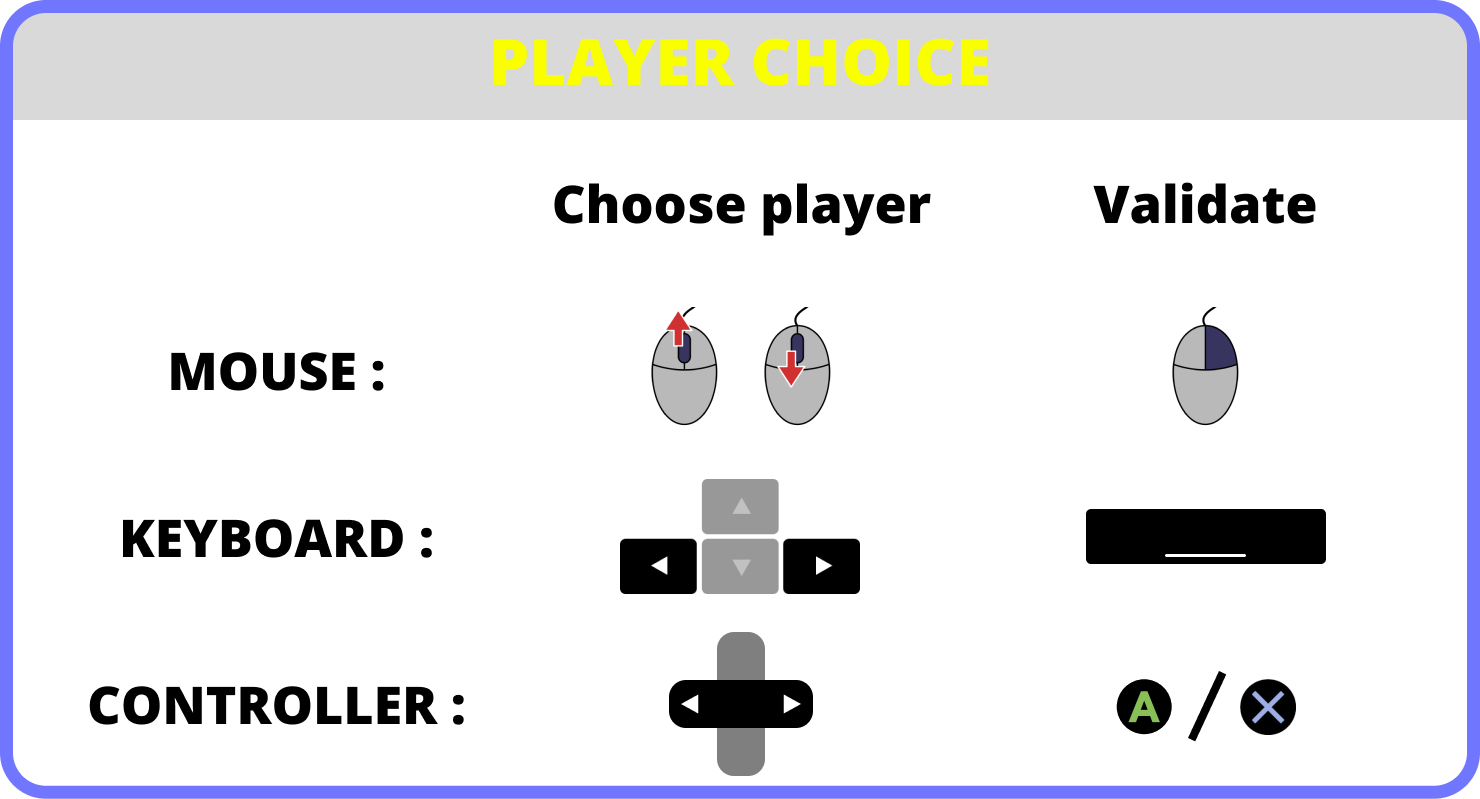 PLAYER CHOICE
Choose player Validate
MOUSE :
KEYBOARD :
CONTROLLER :
A / X